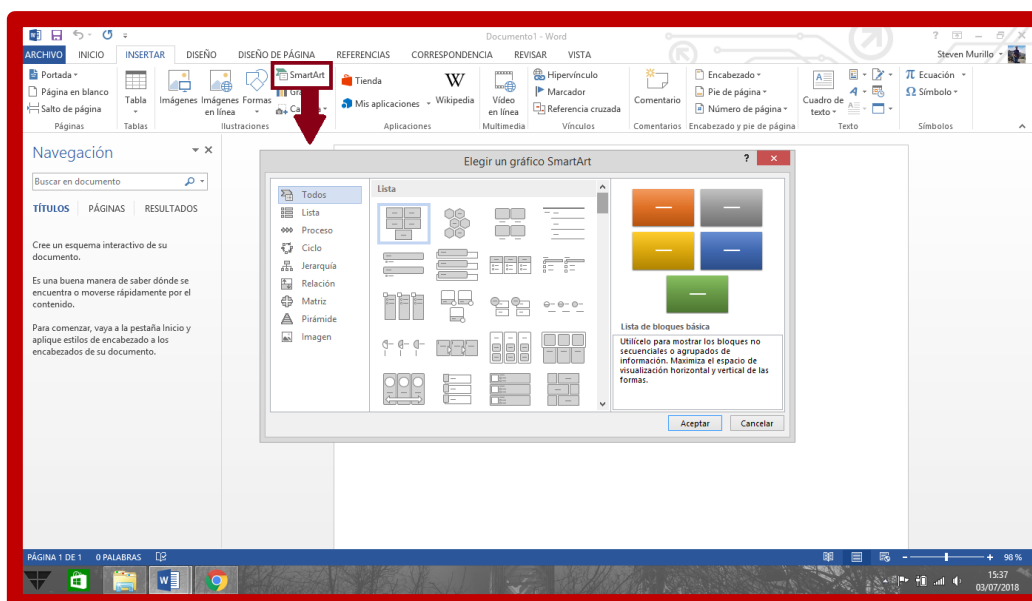 Documento1 - Word
ARCHIVO INICIO INSERTAR DISEÑO DISEÑO DE PÁGINA REFERENCIAS CORRESPONDENCIA REVISAR VISTA Steven Murillo
Portada
Página en blanco
Salto de página
Páginas
Tabla
Tablas
Imágenes
Imágenes
en línea
Formas
SmartArt
Ilustraciones
Tienda
Mis aplicaciones
Wikipedia
Aplicaciones
Vídeo
en línea
Multimedia
Hipervínculo
Marcador
Referencia cruzada
Vínculos
Comentario
Comentarios
Encabezado
Pie de página
Número de página
Encabezado y pie de página
Cuadro de
texto
Texto
Ecuación
Símbolo
Símbolos
Navegación
Buscar en documento
TÍTULOS PÁGINAS RESULTADOS
Cree un esquema interactivo de su
documento.
Es una buena manera de saber dónde se
encuentra o moverse rápidamente por el
contenido.
Para comenzar, vaya a la pestaña Inicio y
aplique estilos de encabezado a los
encabezados de su documento.
Elegir un gráfico SmartArt
Todos
Lista
Proceso
Ciclo
Jerarquía
Relación
Matriz
Pirámide
Imagen
Lista
Lista de bloques básica
Utilícelo para mostrar los bloques no
secuenciales o agrupados de
información. Maximiza el espacio de
visualización horizontal y vertical de las
formas.
Aceptar Cancelar
PÁGINA 1 DE 1 0 PALABRAS 98 %
15:37
03/07/2018